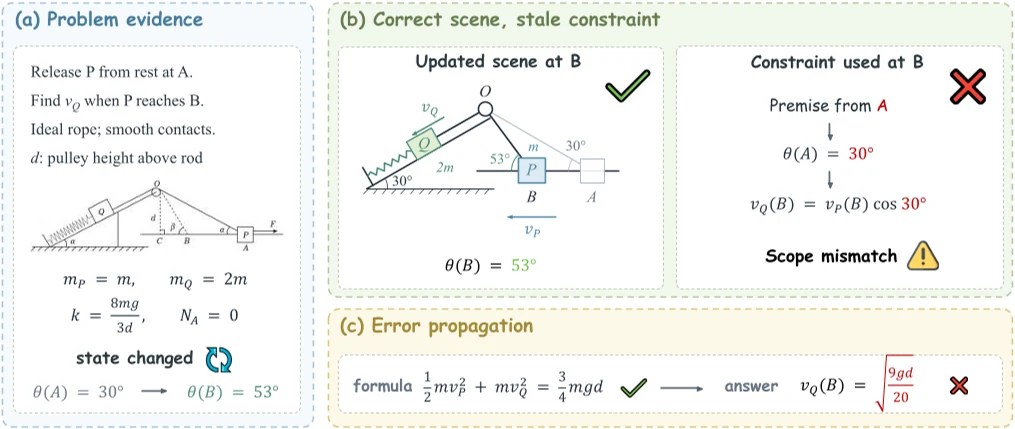 (a) Problem evidence
Release P from rest at A.
Find v_Q when P reaches B.
Ideal rope; smooth contacts.
d: pulley height above rod
O
Q
d
β
α
P
F
α
C
B
A
m_P = m, m_Q = 2m
k = 8mg/3d, N_A = 0
state changed
θ(A) = 30° → θ(B) = 53°
(b) Correct scene, stale constraint
Updated scene at B
O
v_Q
Q
2m
30°
53°
m
30°
P
B
A
v_P
θ(B) = 53°
Constraint used at B
Premise from A
↓
θ(A) = 30°
↓
v_Q(B) = v_P(B) cos 30°
Scope mismatch
(c) Error propagation
formula 1/2 mv_P^2 + mv_Q^2 = 3/4 mgd → answer v_Q(B) = √(9gd/20)